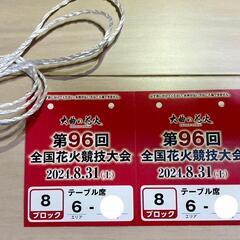 大曲の花火
第96回
全国花火競技大会
2024.8.31(土)
8
ブロック
テーブル席
6 -
エリア
大曲の花火
第96回
全国花火競技大会
2024.8.31(土)
8
ブロック
テーブル席
6 -
エリア